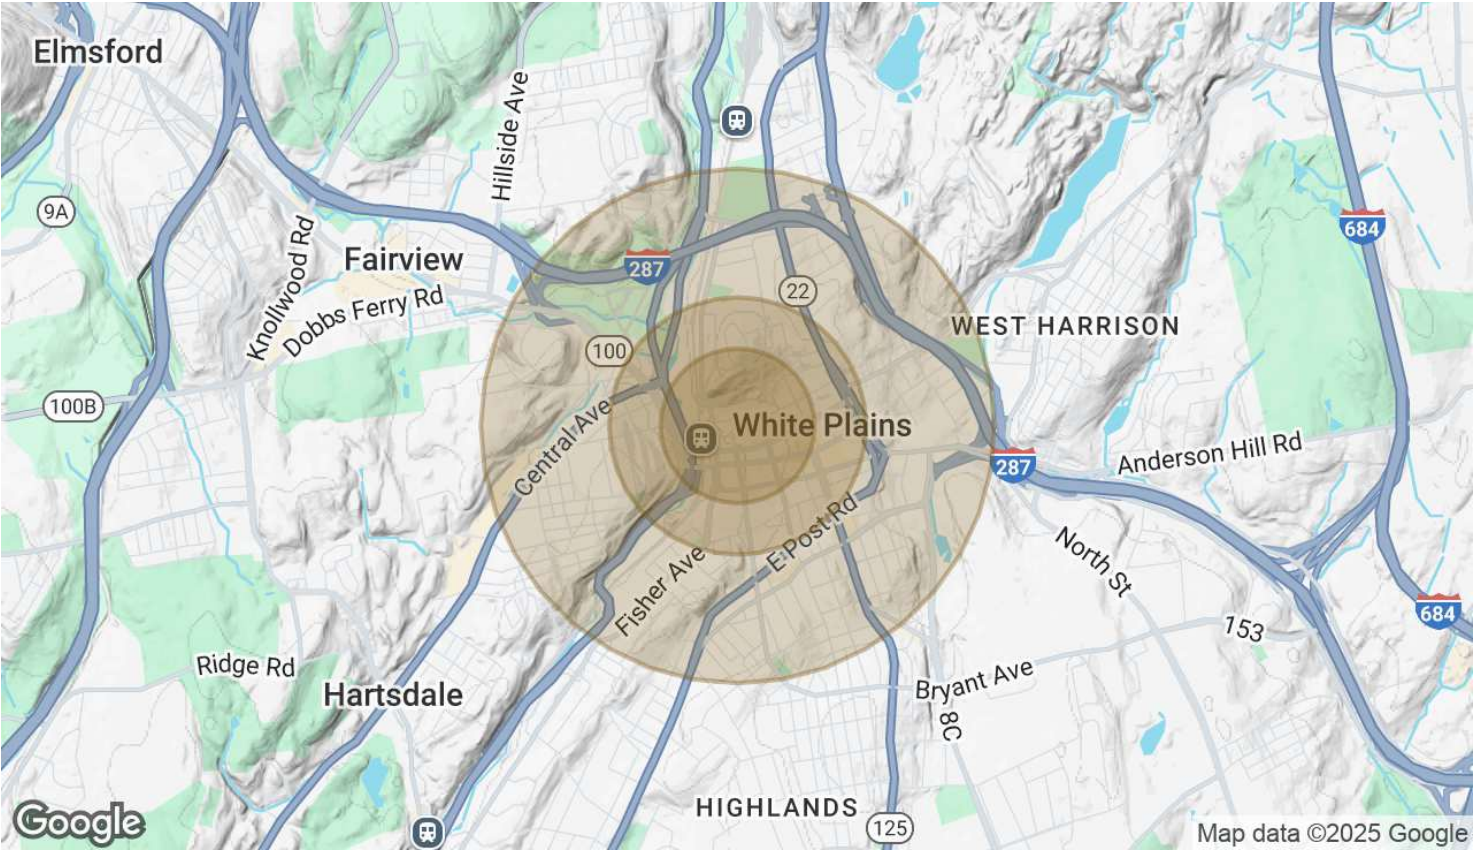 Elmsford
Hillside Ave
9A
684
Knollwood Rd
Fairview
287
22
Dobbs Ferry Rd
WEST HARRISON
100
100B
Central Ave
White Plains
Anderson Hill Rd
287
E Post Rd
North St
Fisher Ave
684
153
Ridge Rd
Hartsdale
Bryant Ave
8C
HIGHLANDS
125
Google
Map data ©2025 Google